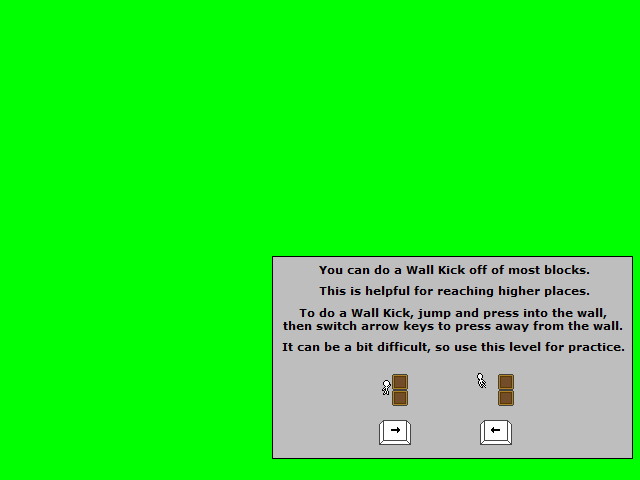 You can do a Wall Kick off of most blocks.
This is helpful for reaching higher places.
To do a Wall Kick, jump and press into the wall,
then switch arrow keys to press away from the wall.
It can be a bit difficult, so use this level for practice.
→ ←